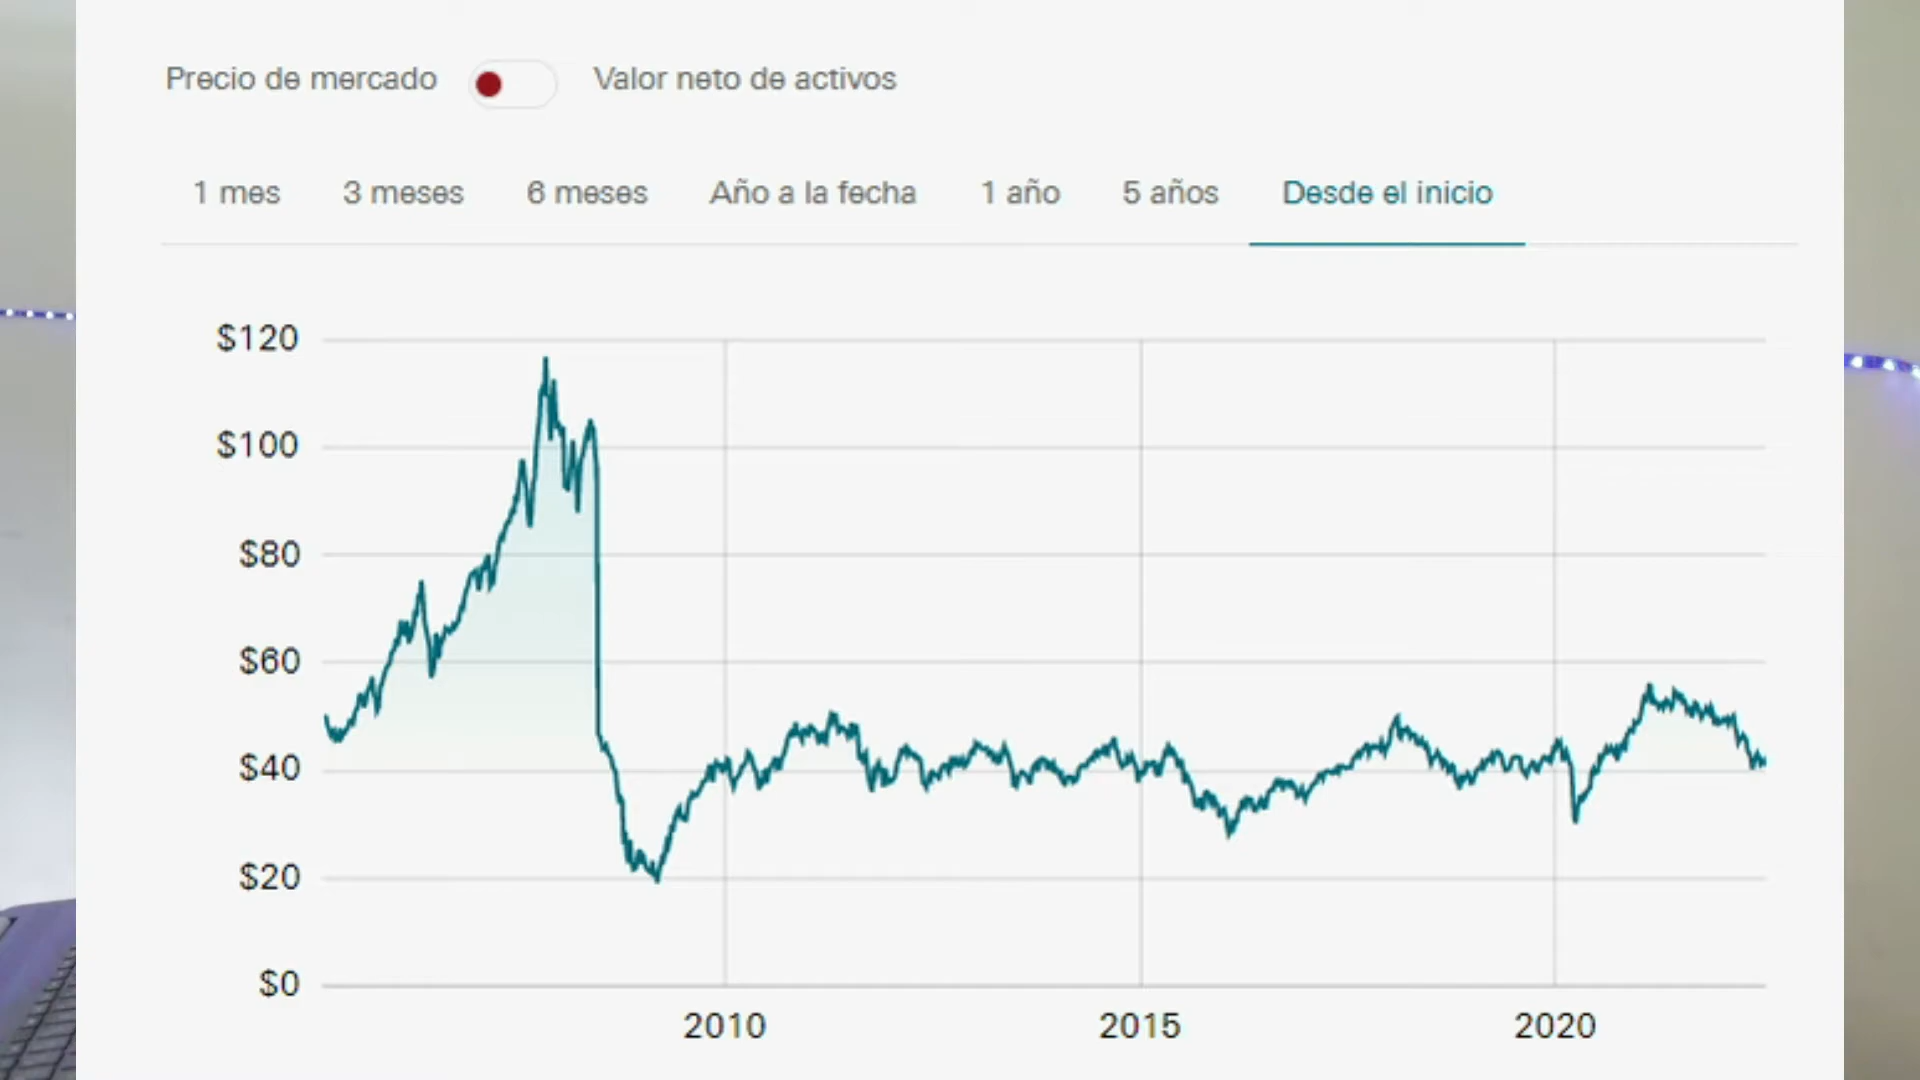 Precio de mercado Valor neto de activos
1 mes 3 meses 6 meses Año a la fecha 1 año 5 años Desde el inicio
$120
$100
$80
$60
$40
$20
$0
2010 2015 2020